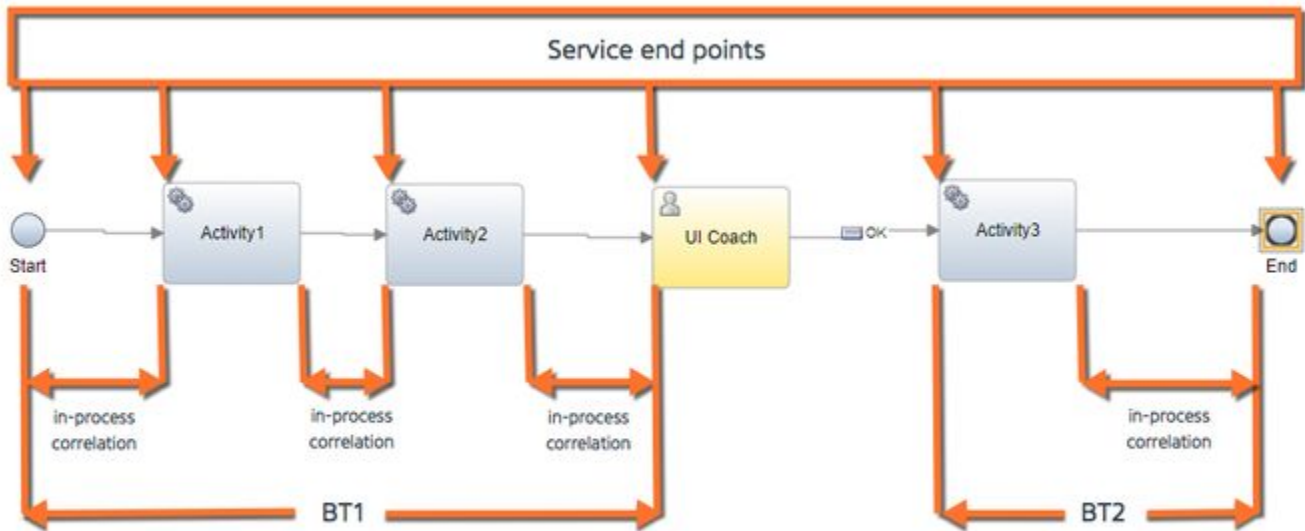 Service end points
Activity1
Activity2
UI Coach
OK
Activity3
Start
End
in-process
correlation
in-process
correlation
in-process
correlation
in-process
correlation
BT1
BT2